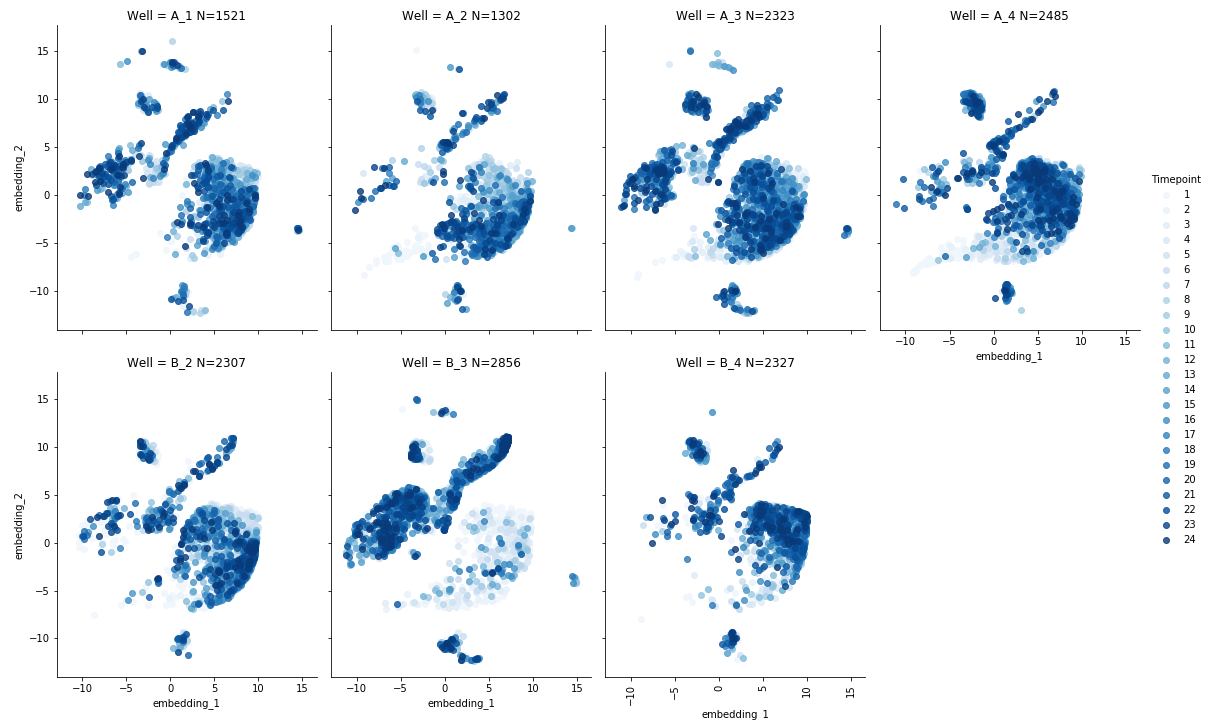 Well = A_1 N=1521
Well = A_2 N=1302
Well = A_3 N=2323
Well = A_4 N=2485
15
10
5
0
−5
−10
embedding_2
−10 −5 0 5 10 15
embedding_1
Well = B_2 N=2307
Well = B_3 N=2856
Well = B_4 N=2327
15
10
5
0
−5
−10
embedding_2
−10 −5 0 5 10 15
embedding_1
−10 −5 0 5 10 15
embedding_1
−10 −5 0 5 10 15
embedding_1
Timepoint
1
2
3
4
5
6
7
8
9
10
11
12
13
14
15
16
17
18
19
20
21
22
23
24